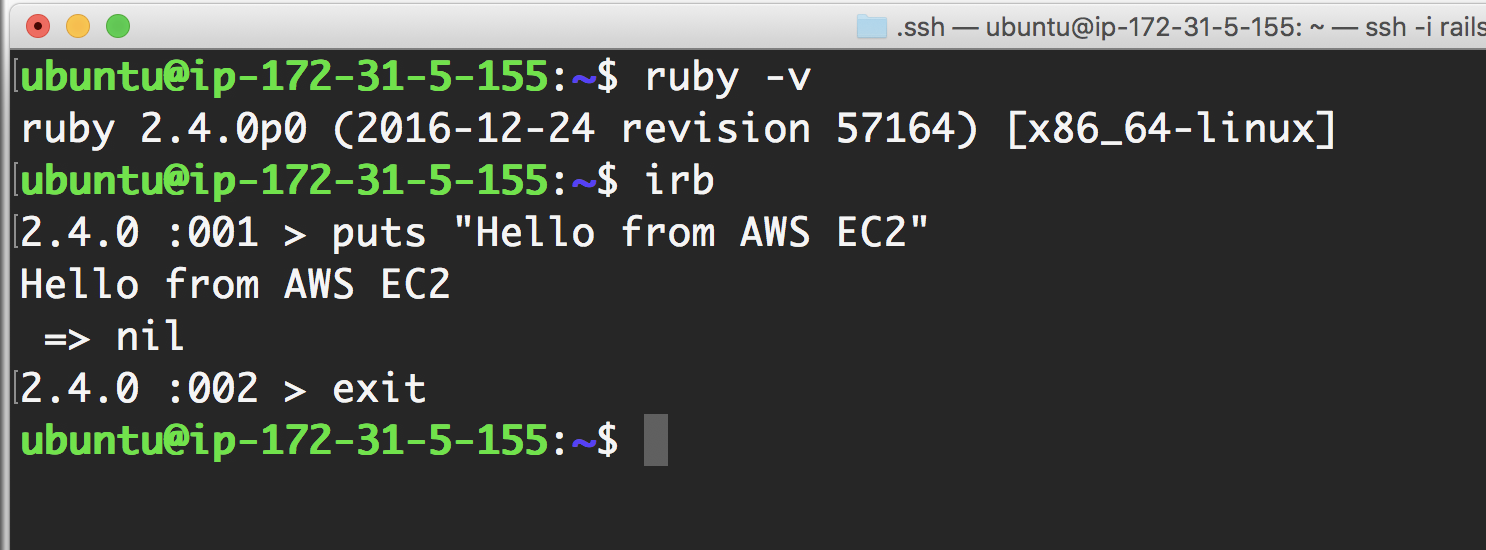 .ssh — ubuntu@ip-172-31-5-155: ~ — ssh -i rails
ubuntu@ip-172-31-5-155:~$ ruby -v
ruby 2.4.0p0 (2016-12-24 revision 57164) [x86_64-linux]
ubuntu@ip-172-31-5-155:~$ irb
2.4.0 :001 > puts "Hello from AWS EC2"
Hello from AWS EC2
 => nil
2.4.0 :002 > exit
ubuntu@ip-172-31-5-155:~$